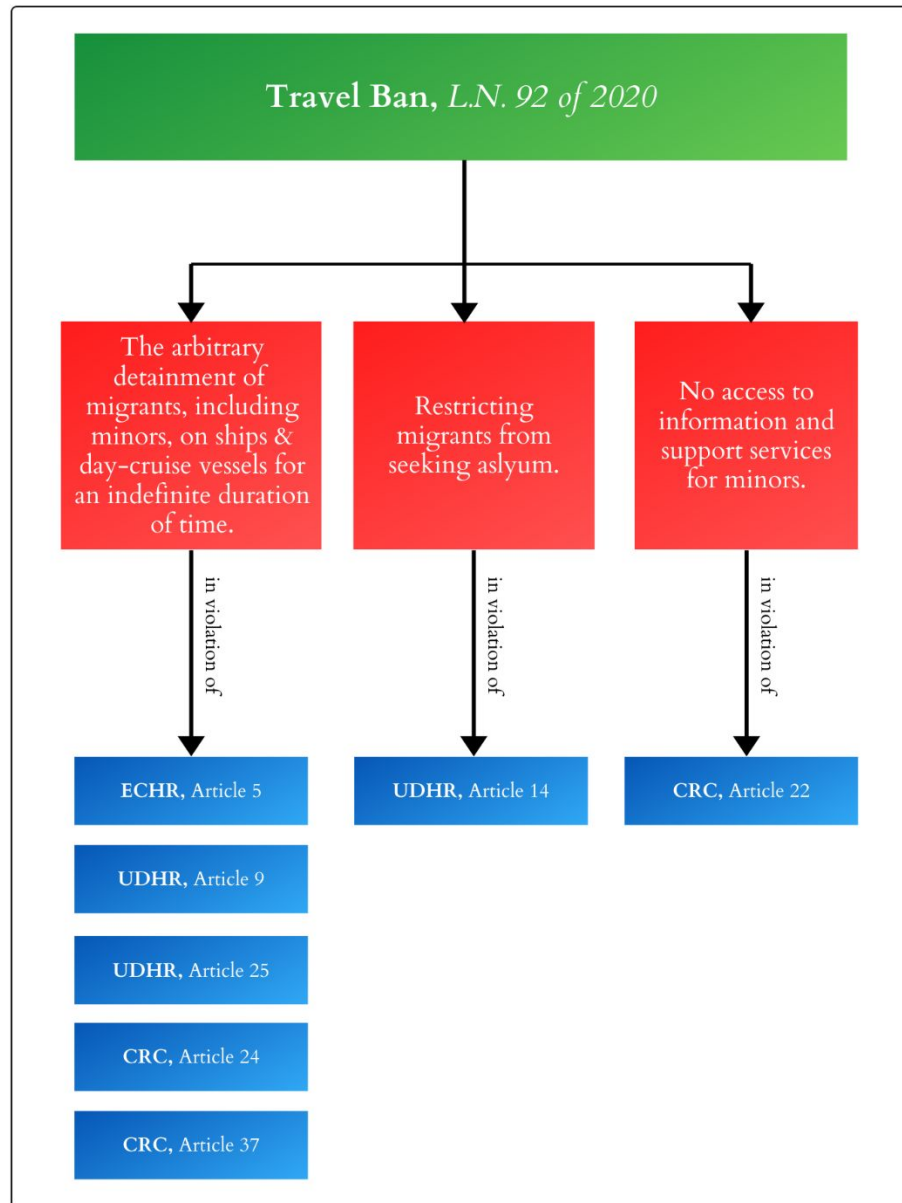 Travel Ban, L.N. 92 of 2020
The arbitrary
detainment of
migrants, including
minors, on ships &
day-cruise vessels for
an indefinite duration
of time.
Restricting
migrants from
seeking aslyum.
No access to
information and
support services
for minors.
in violation of
in violation of
in violation of
ECHR, Article 5
UDHR, Article 14
CRC, Article 22
UDHR, Article 9
UDHR, Article 25
CRC, Article 24
CRC, Article 37